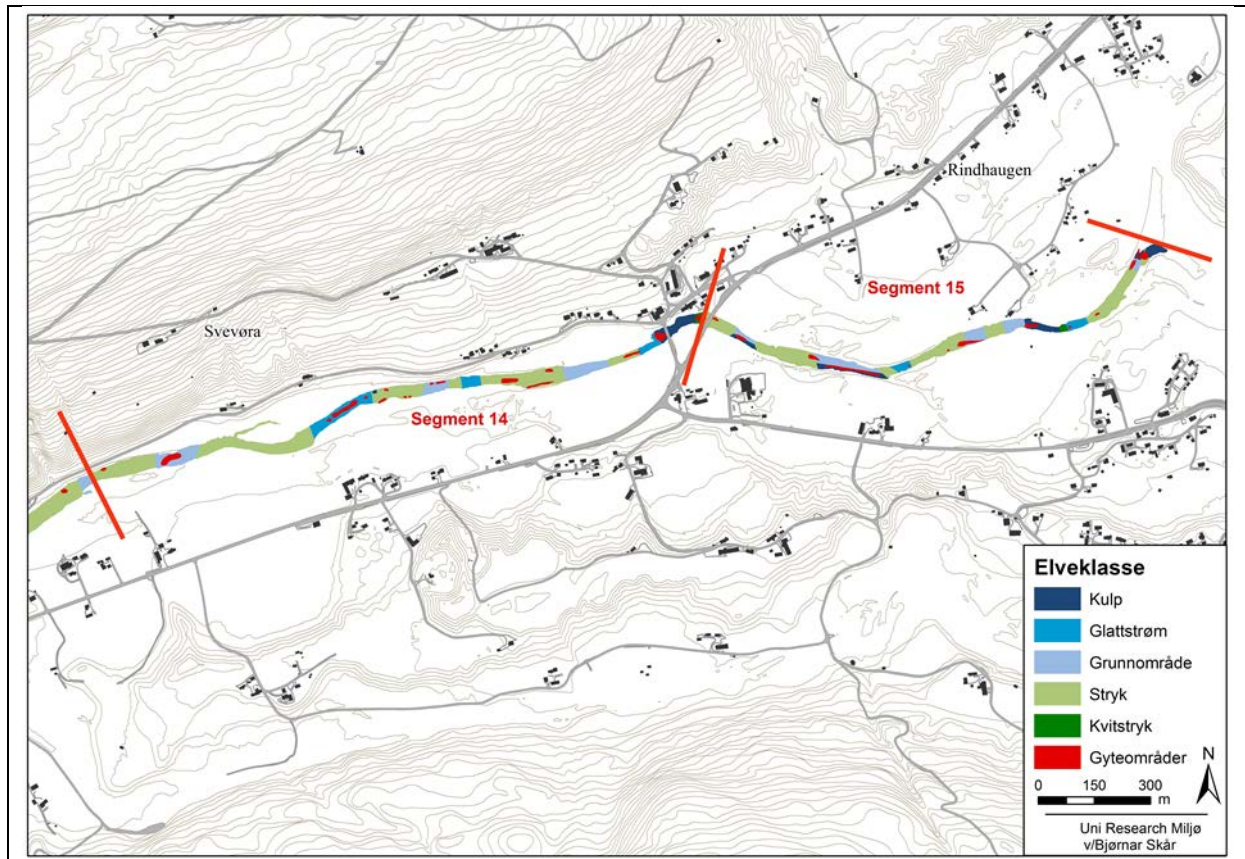 Rindhaugen
Segment 15
Svevøra
Segment 14
Elveklasse
Kulp
Glattstrøm
Grunnområde
Stryk
Kvitstryk
Gyteområder
N
0 150 300
m
Uni Research Miljø
v/Bjørnar Skår